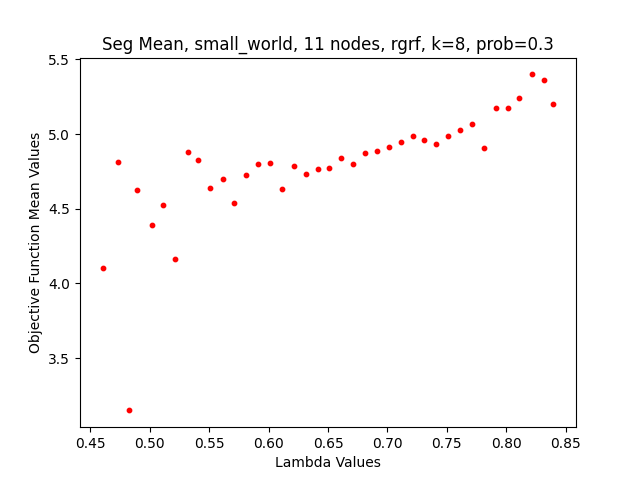 Seg Mean, small_world, 11 nodes, rgrf, k=8, prob=0.3
5.5
5.0
4.5
4.0
3.5
Objective Function Mean Values
0.45 0.50 0.55 0.60 0.65 0.70 0.75 0.80 0.85
Lambda Values